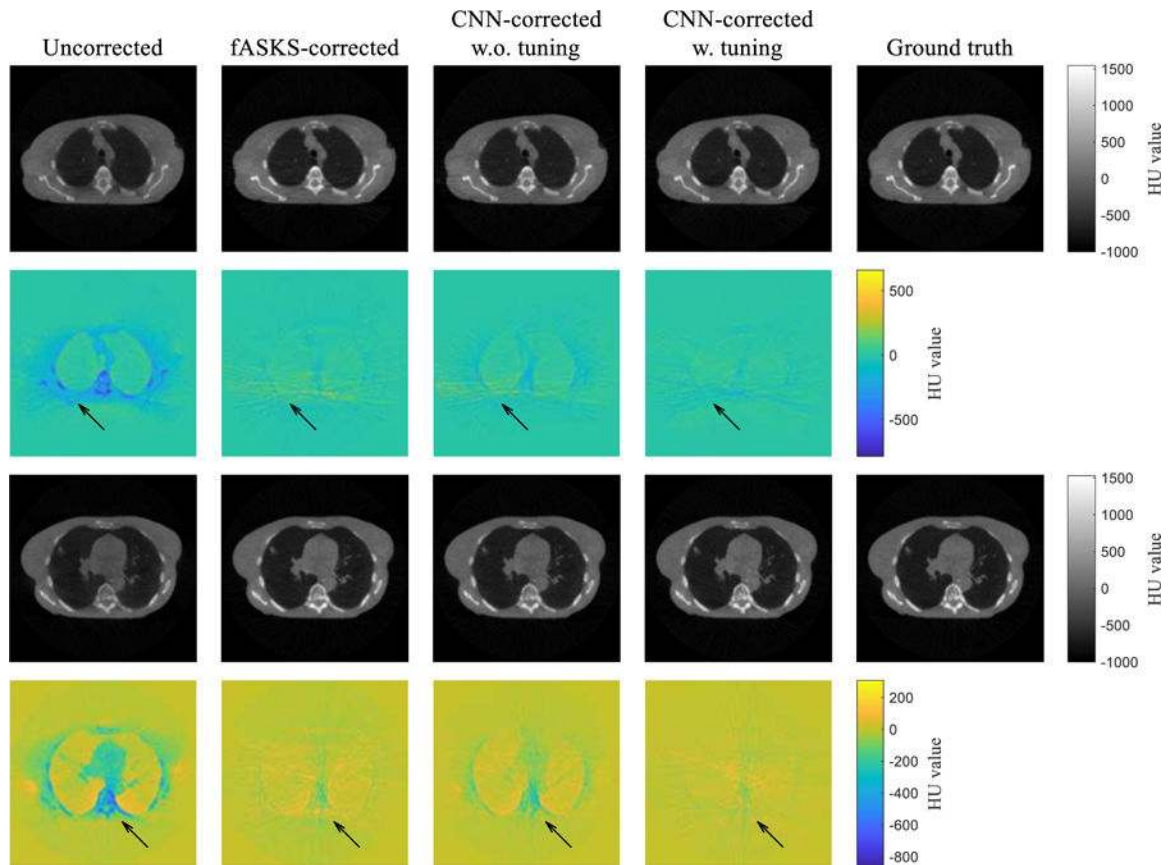 Uncorrected
fASKS-corrected
CNN-corrected
w.o. tuning
CNN-corrected
w. tuning
Ground truth
1500
1000
500
0
-500
-1000
HU value
500
0
-500
HU value
1500
1000
500
0
-500
-1000
HU value
200
0
-200
-400
-600
-800
HU value